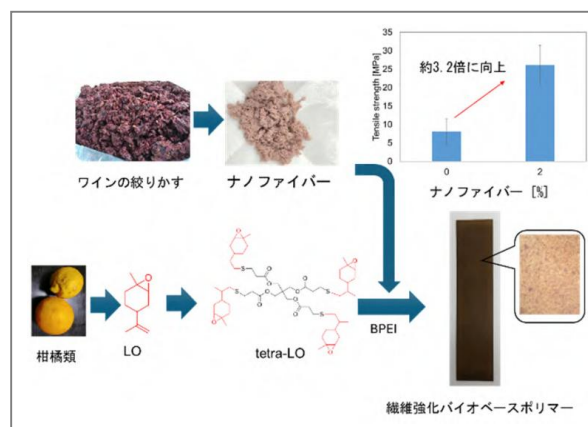 ワインの絞りかす
ナノファイバー
Tensile strength [MPa]
35
30
25
20
15
10
5
0
約3.2倍に向上
0
2
ナノファイバー [%]
柑橘類
O
LO
O
S
O
O
S
O
O
O
O
S
O
O
O
O
S
O
tetra-LO
BPEI
繊維強化バイオベースポリマー